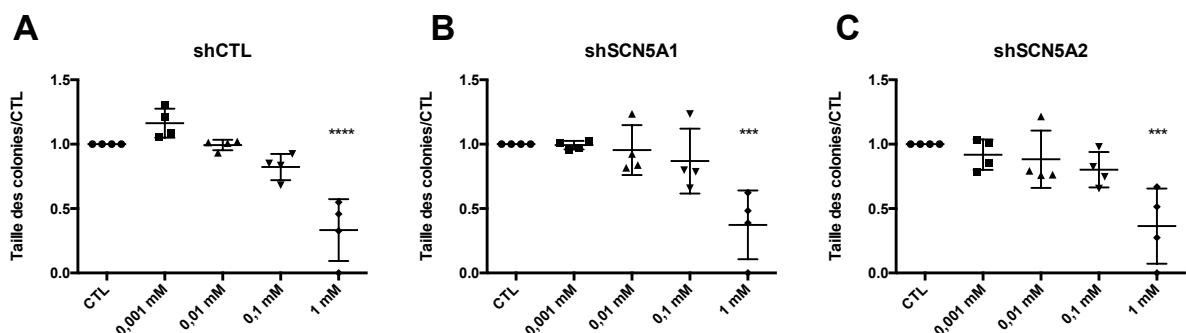 A
shCTL
Taille des colonies/CTL
1.5
1.0
0.5
0.0
****
CTL
0,001 mM
0,01 mM
0,1 mM
1 mM
B
shSCN5A1
Taille des colonies/CTL
1.5
1.0
0.5
0.0
***
CTL
0,001 mM
0,01 mM
0,1 mM
1 mM
C
shSCN5A2
Taille des colonies/CTL
1.5
1.0
0.5
0.0
***
CTL
0,001 mM
0,01 mM
0,1 mM
1 mM